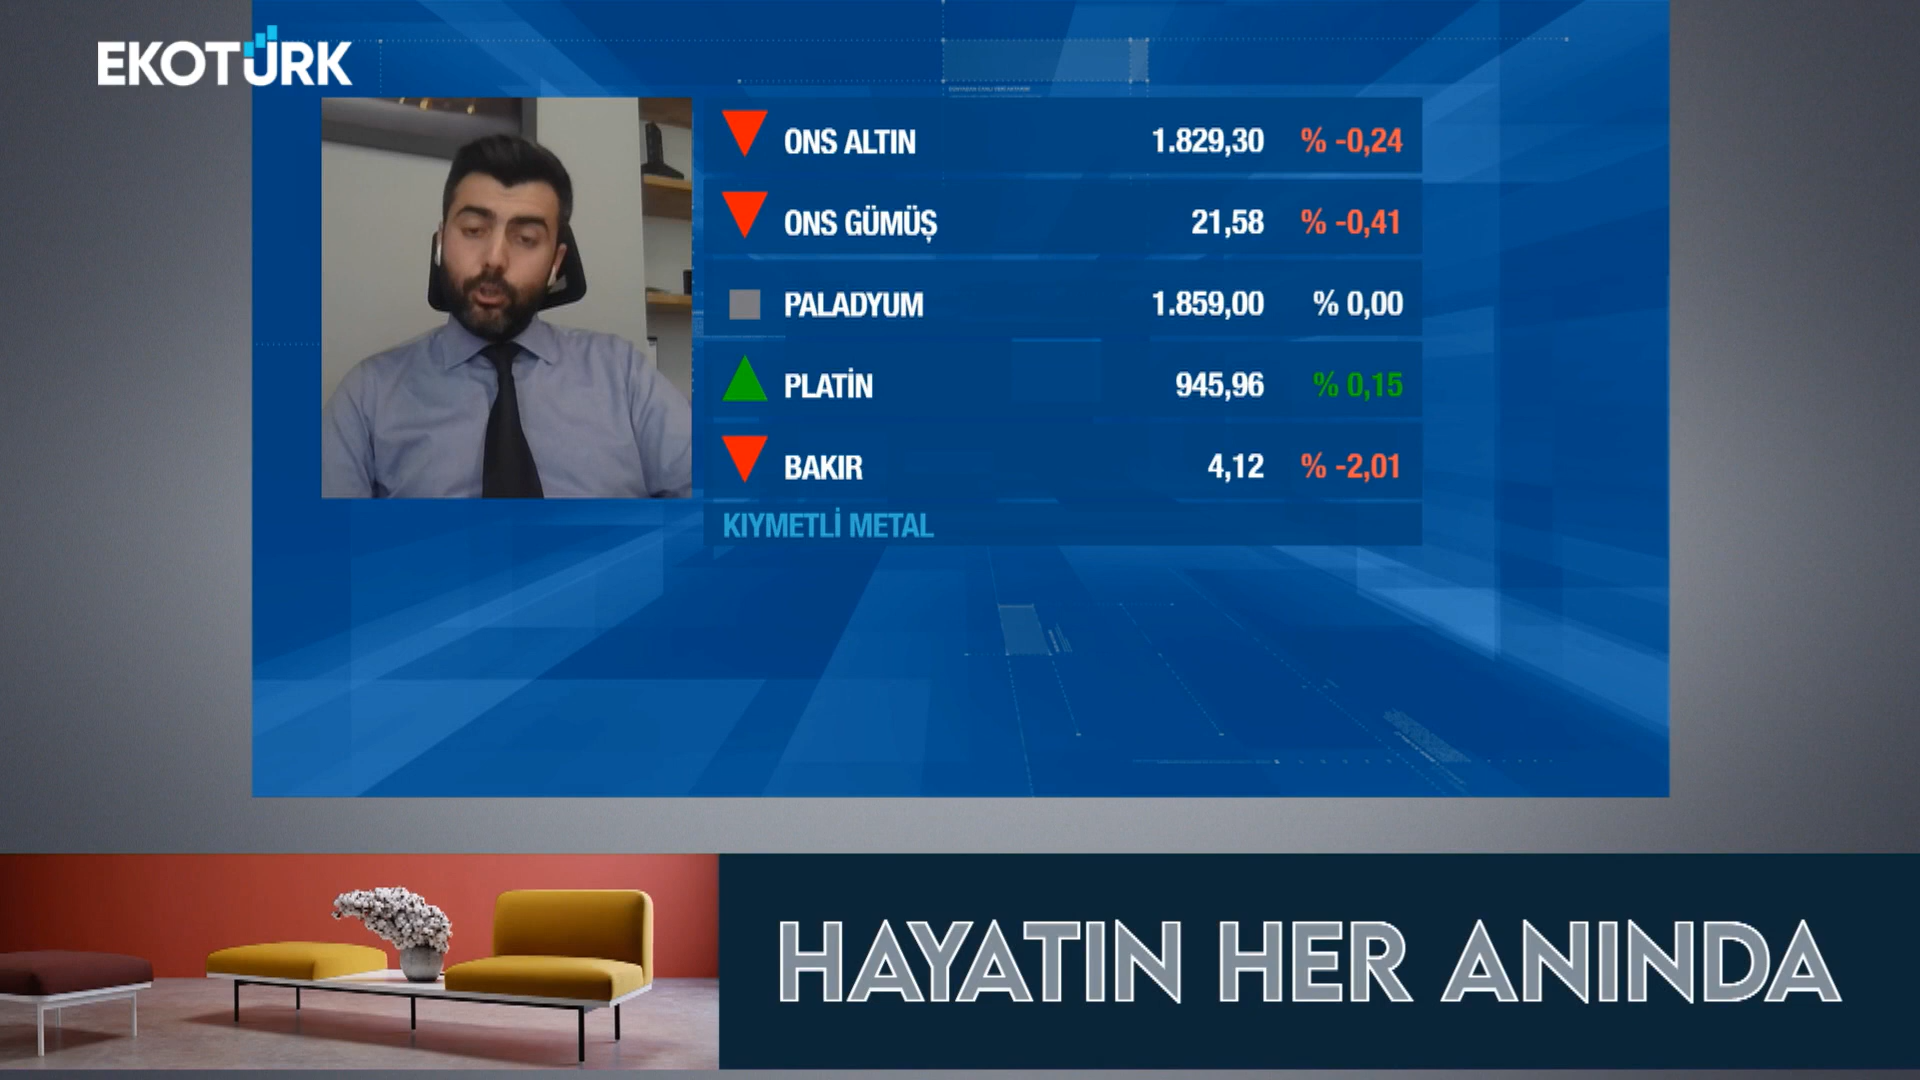 EKOTÜRK
ONS ALTIN 1.829,30 % -0,24
ONS GÜMÜŞ 21,58 % -0,41
PALADYUM 1.859,00 % 0,00
PLATİN 945,96 % 0,15
BAKIR 4,12 % -2,01
KIYMETLİ METAL
HAYATIN HER ANINDA